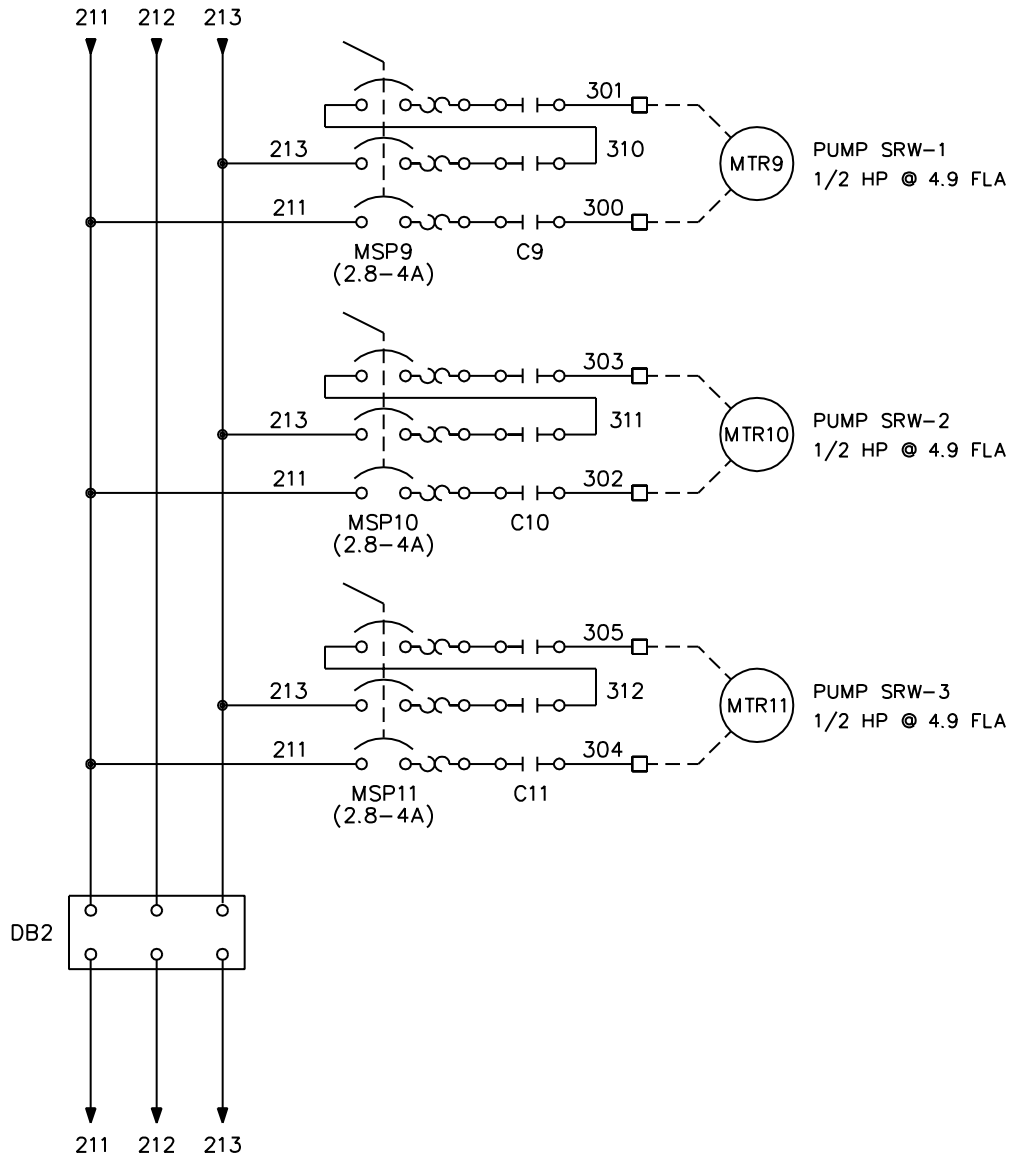 211 212 213
301
213
310
211
300
MTR9
PUMP SRW-1
1/2 HP @ 4.9 FLA
MSP9
(2.8-4A)
C9
303
213
311
211
302
MTR10
PUMP SRW-2
1/2 HP @ 4.9 FLA
MSP10
(2.8-4A)
C10
305
213
312
211
304
MTR11
PUMP SRW-3
1/2 HP @ 4.9 FLA
MSP11
(2.8-4A)
C11
DB2
211 212 213